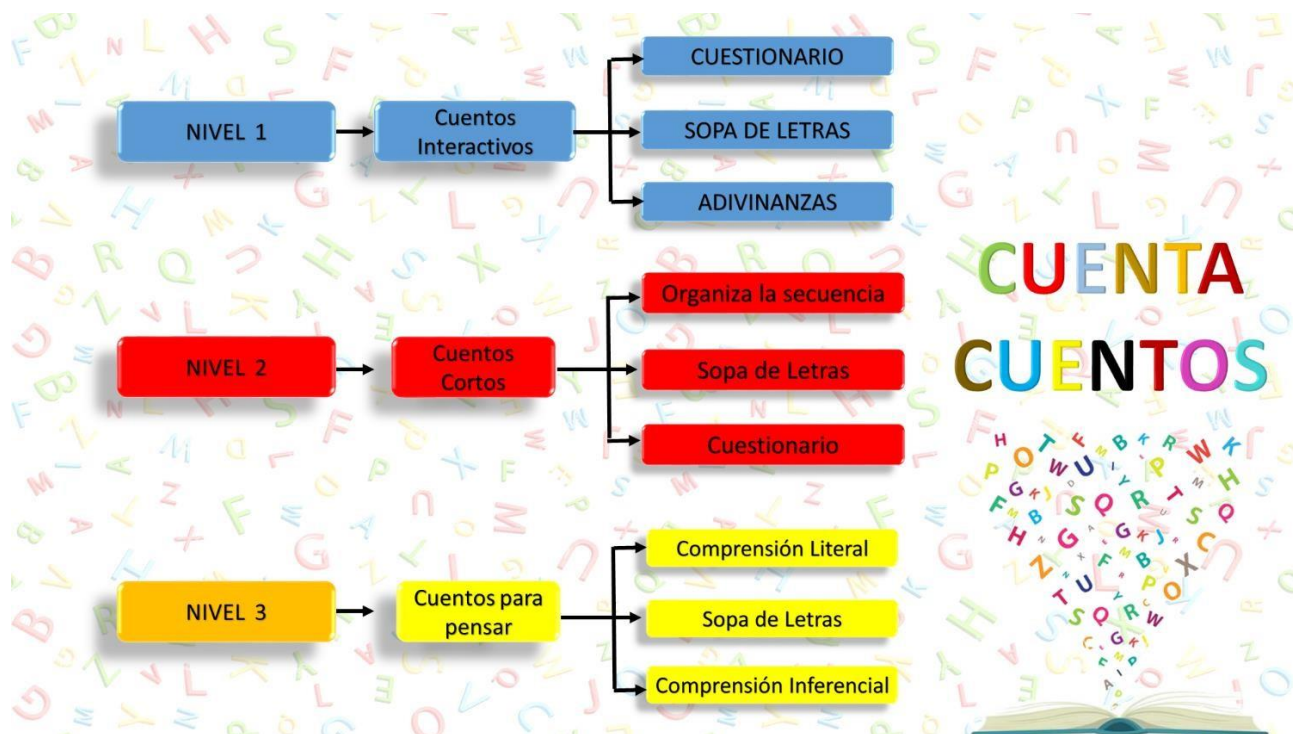 NIVEL 1
Cuentos
Interactivos
CUESTIONARIO
SOPA DE LETRAS
ADIVINANZAS
NIVEL 2
Cuentos
Cortos
Organiza la secuencia
Sopa de Letras
Cuestionario
NIVEL 3
Cuentos para
pensar
Comprensión Literal
Sopa de Letras
Comprensión Inferencial
CUENTA
CUENTOS